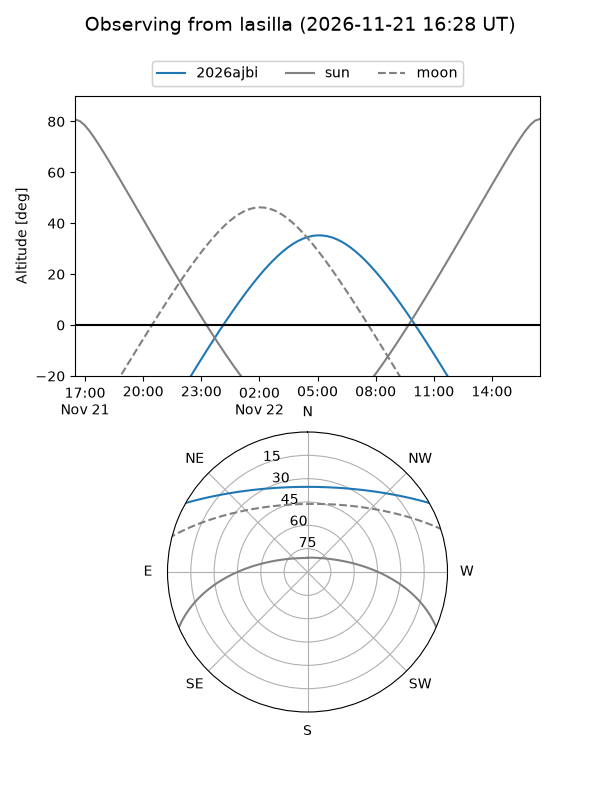 Observing from lasilla (2026-11-21 16:28 UT)
2026ajbi sun moon
Altitude [deg]
80
60
40
20
0
−20
17:00 20:00 23:00 02:00 05:00 08:00 11:00 14:00
Nov 21 Nov 22
N
NE NW
15
30
45
60
75
E W
SE SW
S